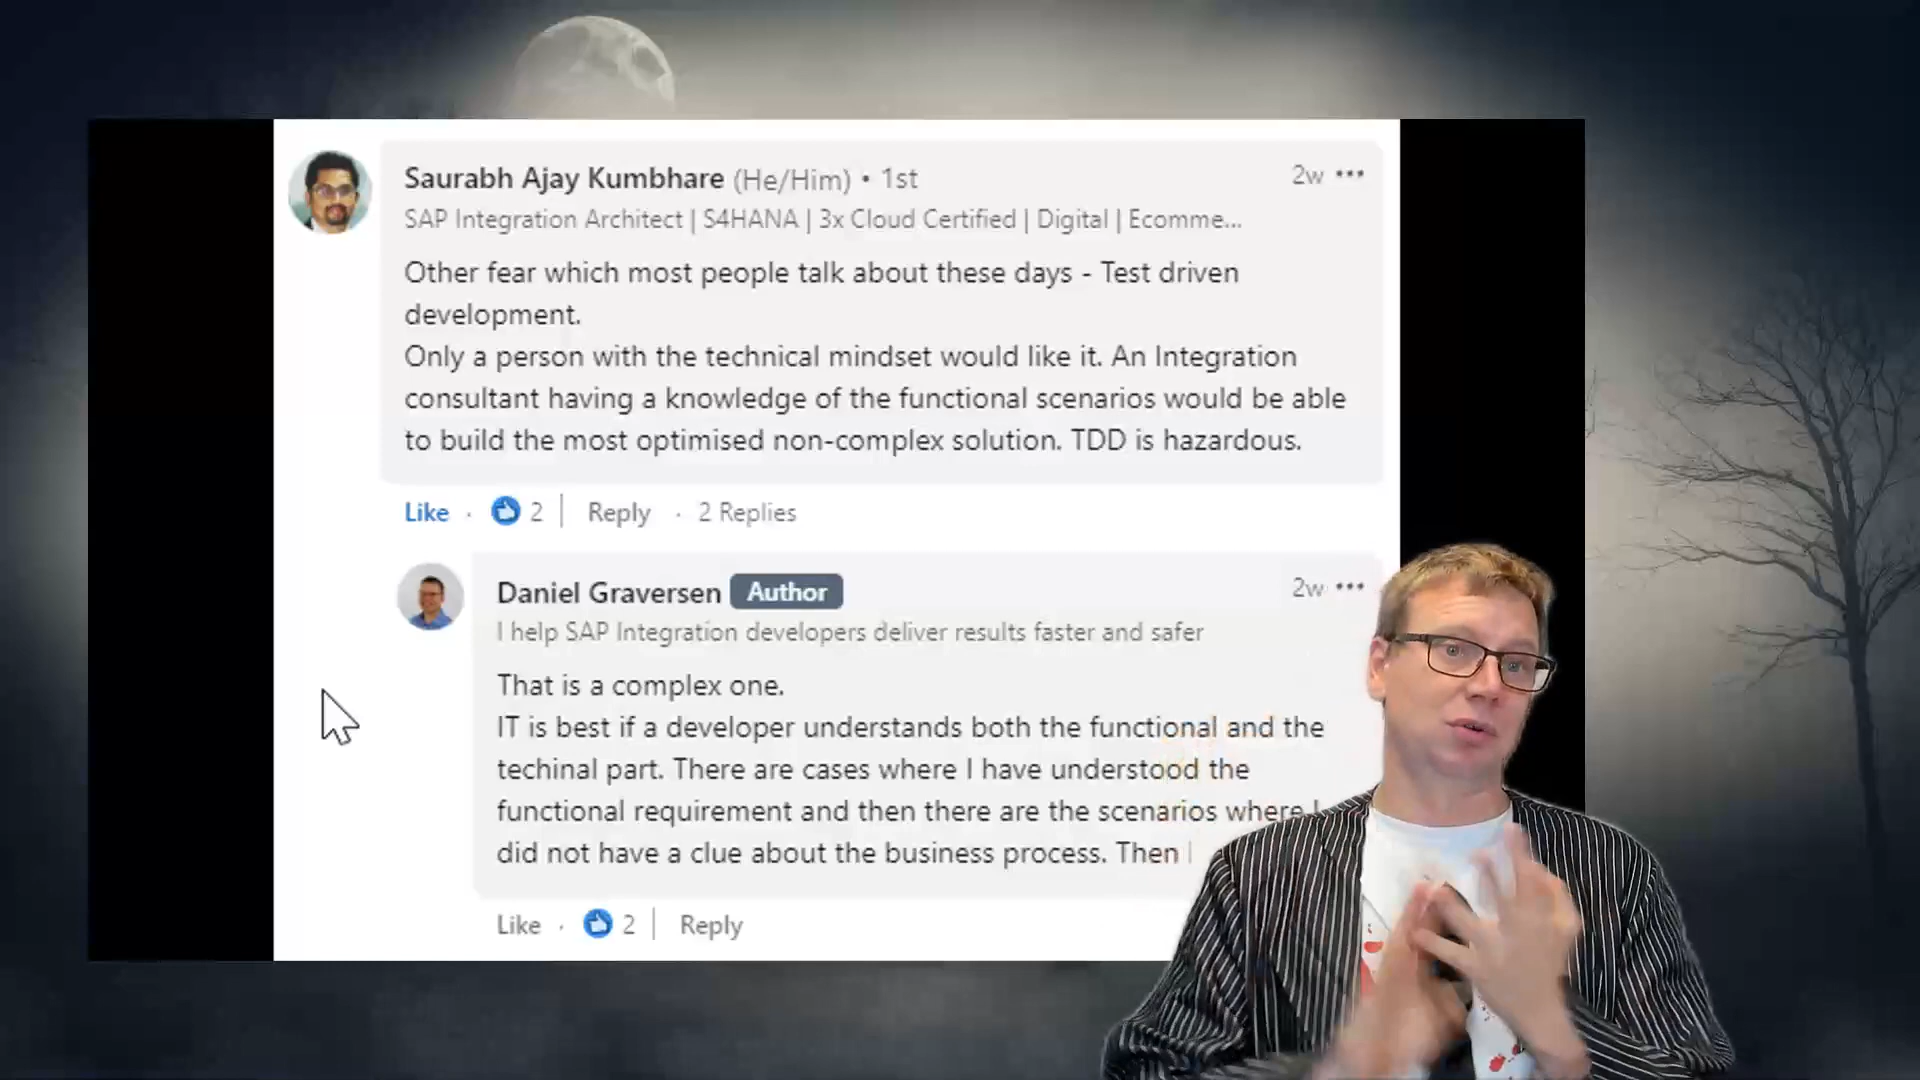 Saurabh Ajay Kumbhare (He/Him) • 1st
2w •••
SAP Integration Architect | S4HANA | 3x Cloud Certified | Digital | Ecomme...
Other fear which most people talk about these days - Test driven
development.
Only a person with the technical mindset would like it. An Integration
consultant having a knowledge of the functional scenarios would be able
to build the most optimised non-complex solution. TDD is hazardous.
Like · 2 | Reply · 2 Replies
Daniel Graversen Author
2w •••
I help SAP Integration developers deliver results faster and safer
That is a complex one.
IT is best if a developer understands both the functional and the
techinal part. There are cases where I have understood the
functional requirement and then there are the scenarios where I
did not have a clue about the business process. Then I
Like · 2 | Reply